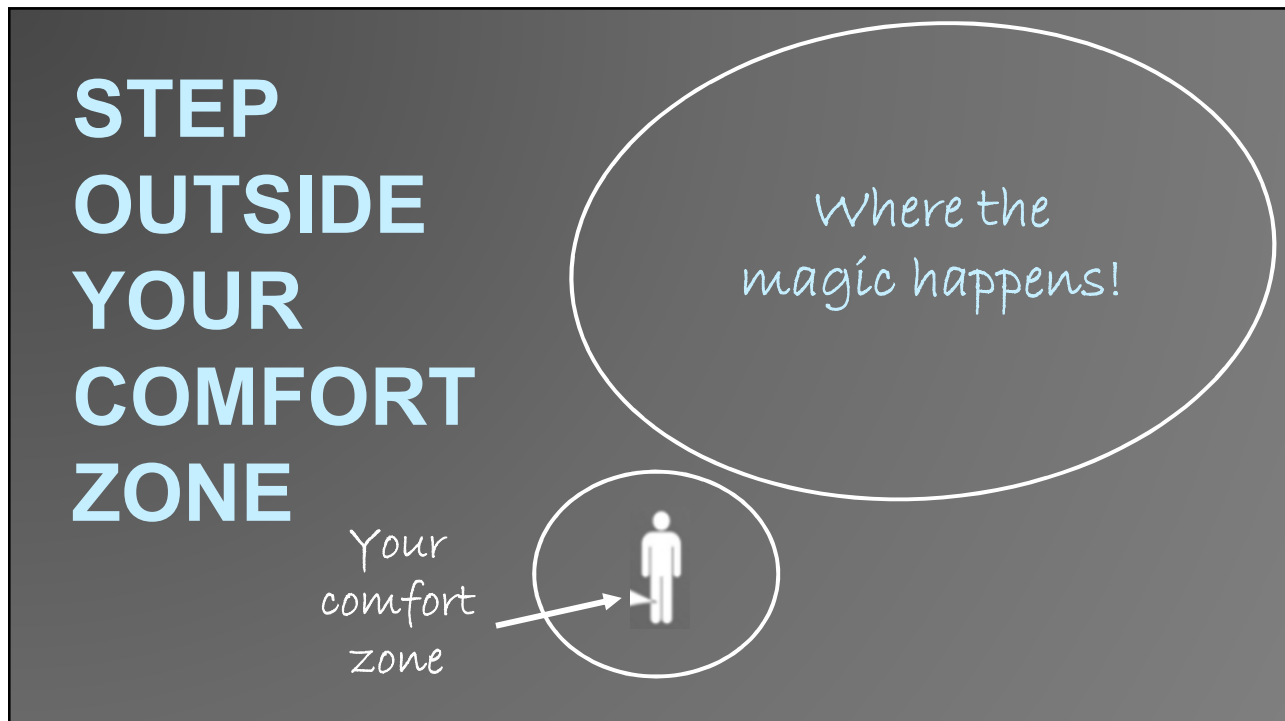 STEP
OUTSIDE
YOUR
COMFORT
ZONE
Where the
magic happens!
Your
comfort
zone